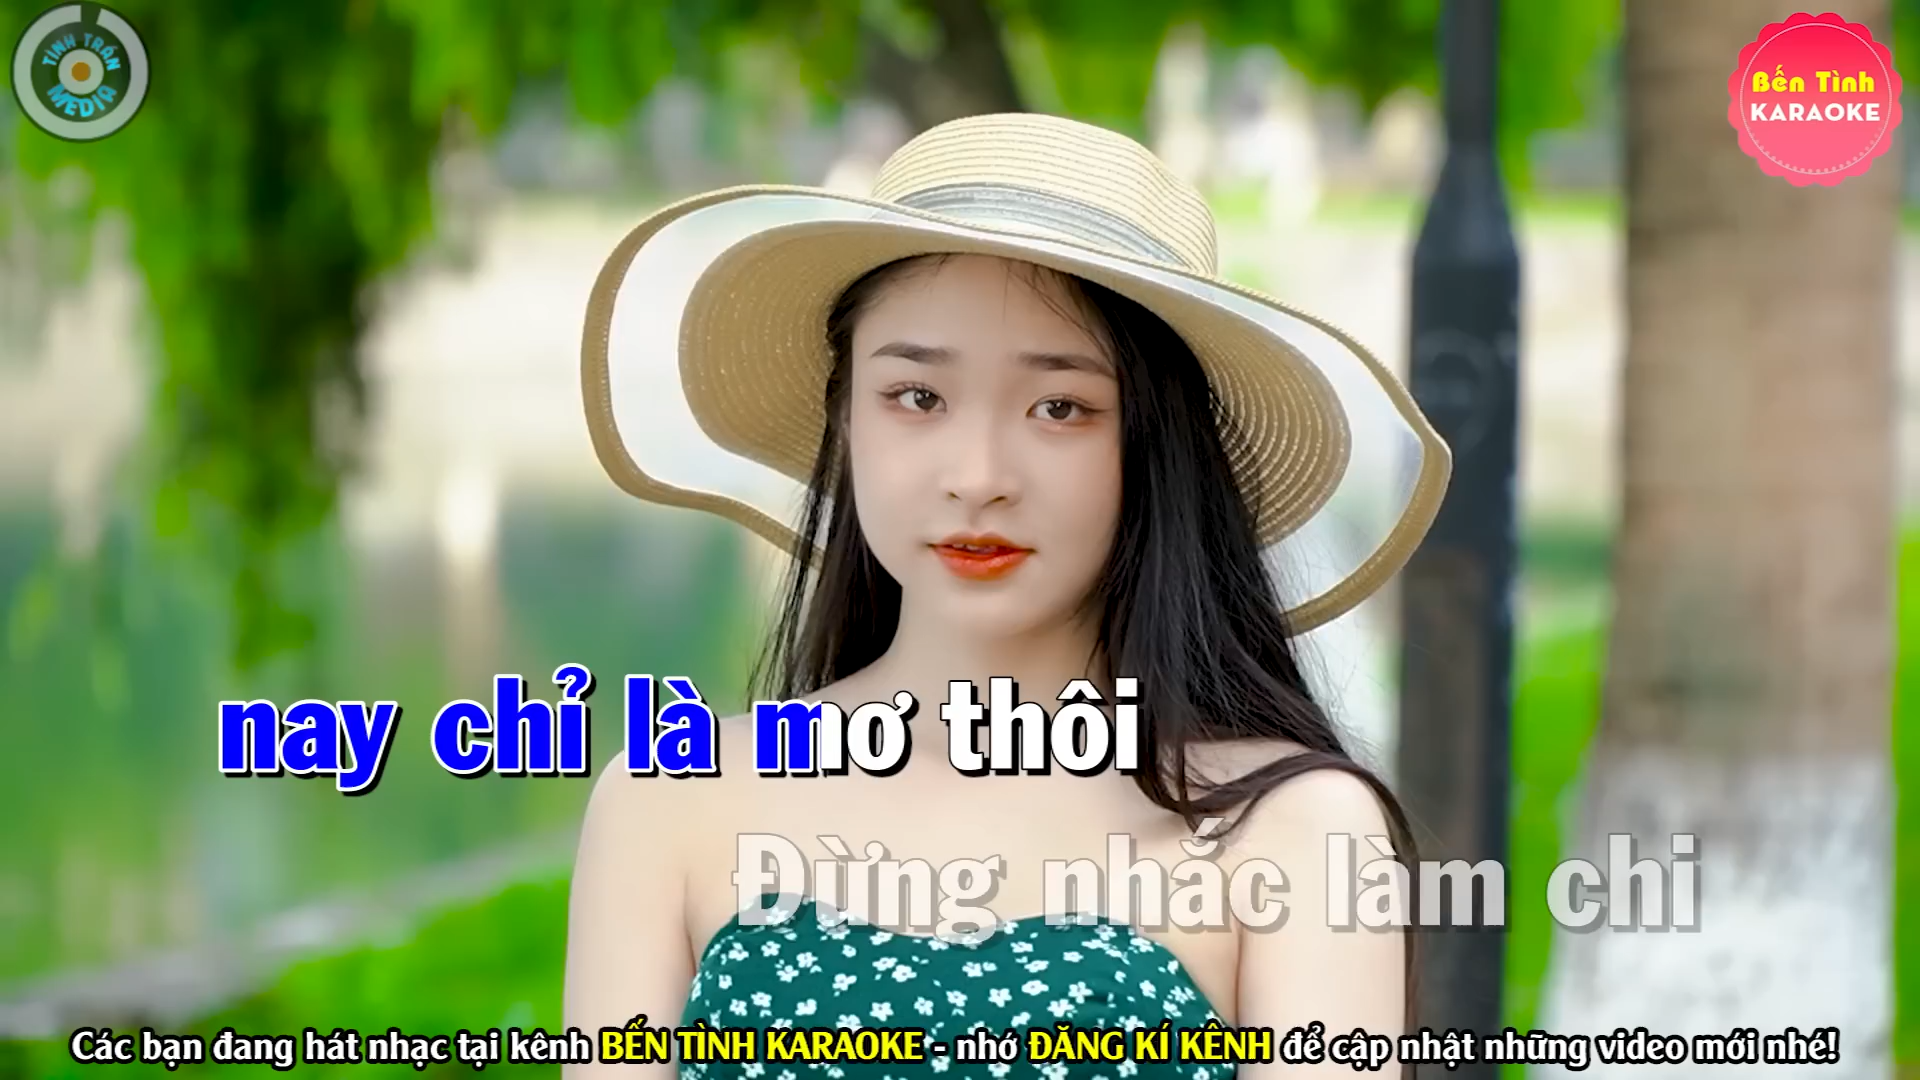 TÌNH TRẦN
MEDIA
Bến Tình
KARAOKE
nay chỉ là mơ thôi
Đừng nhắc làm chi
Các bạn đang hát nhạc tại kênh BẾN TÌNH KARAOKE - nhớ ĐĂNG KÍ KÊNH để cập nhật những video mới nhé!